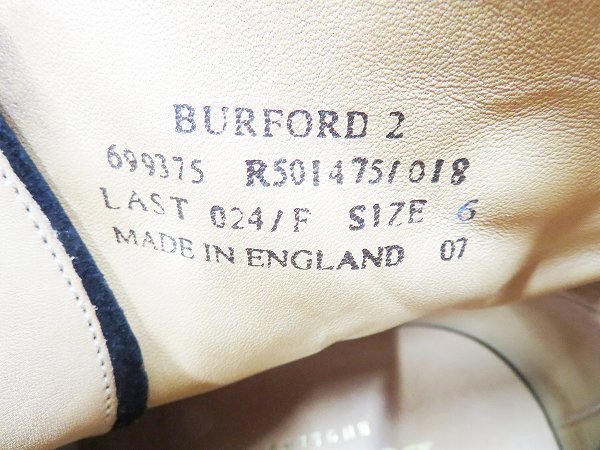 BURFORD 2
699375 R501475/018
LAST 024/F SIZE 6
MADE IN ENGLAND 07